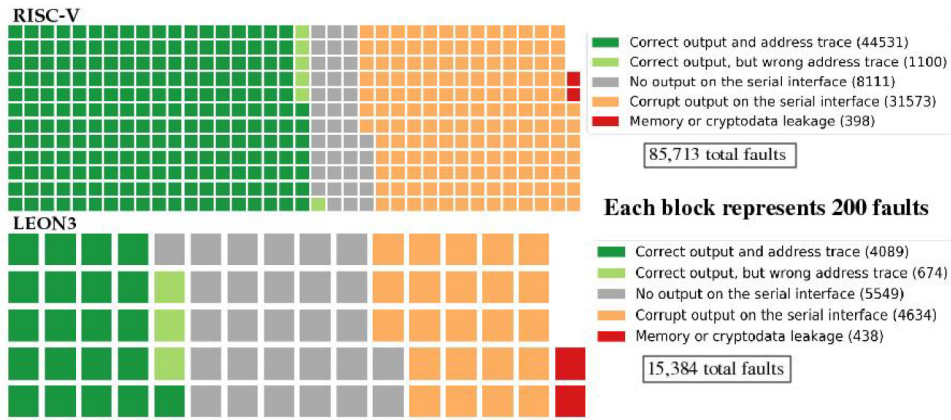 RISC-V
Correct output and address trace (44531)
Correct output, but wrong address trace (1100)
No output on the serial interface (8111)
Corrupt output on the serial interface (31573)
Memory or cryptodata leakage (398)
85,713 total faults
Each block represents 200 faults
LEON3
Correct output and address trace (4089)
Correct output, but wrong address trace (674)
No output on the serial interface (5549)
Corrupt output on the serial interface (4634)
Memory or cryptodata leakage (438)
15,384 total faults